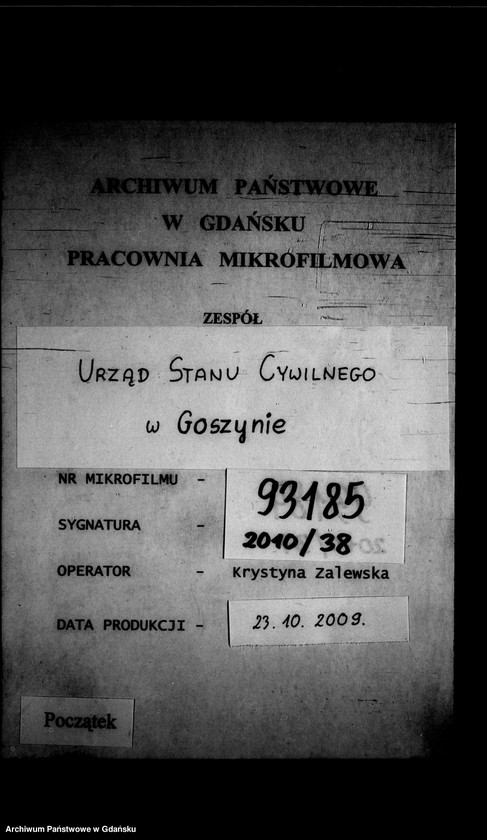 ARCHIWUM PAŃSTWOWE
W GDAŃSKU
PRACOWNIA MIKROFILMOWA
ZESPÓŁ
URZĄD STANU CYWILNEGO
w Goszynie
NR MIKROFILMU - 93185
SYGNATURA - 2010/38
OPERATOR - Krystyna Zalewska
DATA PRODUKCJI - 23.10.2009.
Początek
Archiwum Państwowe w Gdańsku